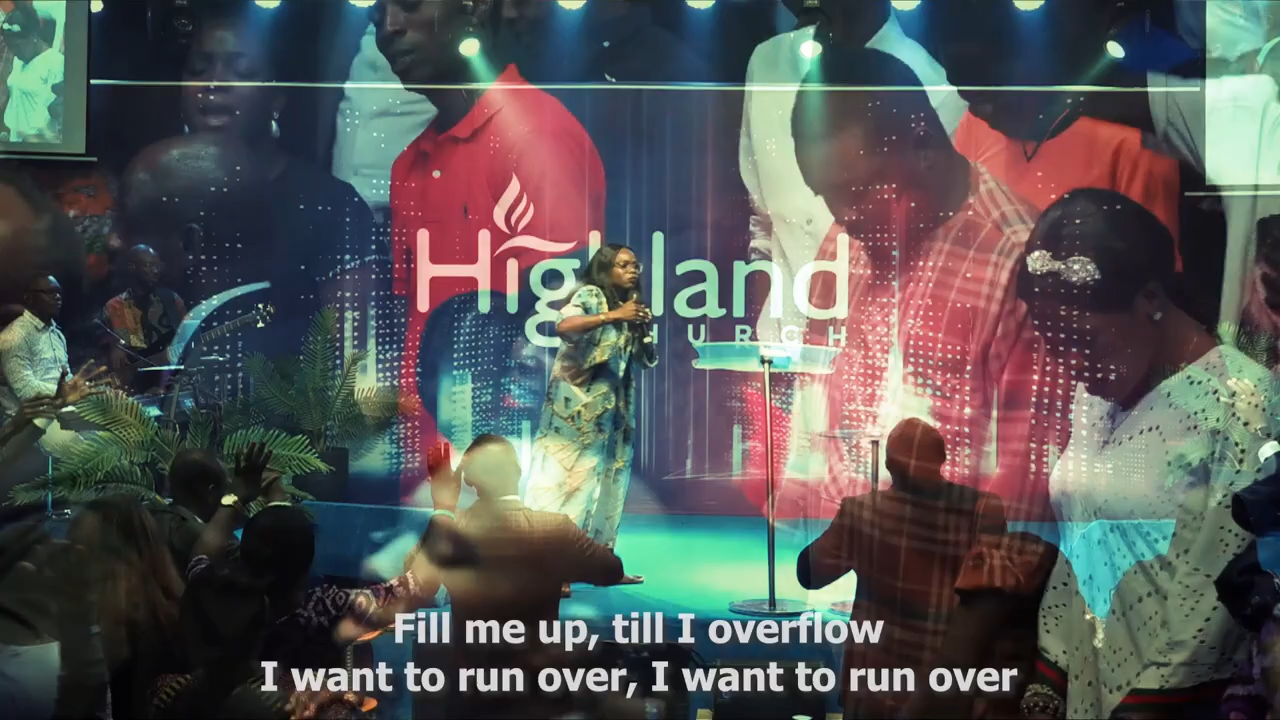 Highland
CHURCH
Fill me up, till I overflow
I want to run over, I want to run over